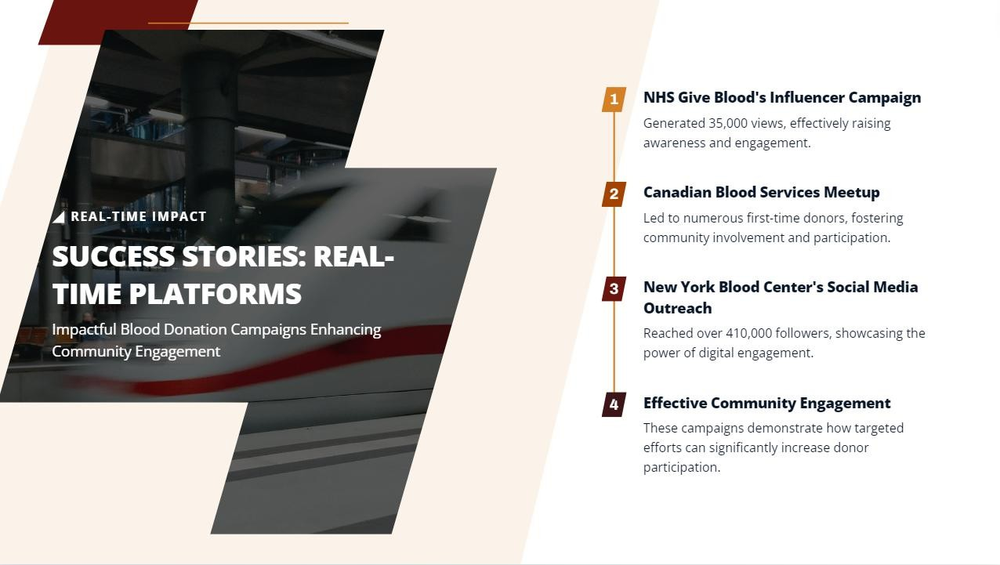 REAL-TIME IMPACT
SUCCESS STORIES: REAL-
TIME PLATFORMS
Impactful Blood Donation Campaigns Enhancing
Community Engagement
1
NHS Give Blood's Influencer Campaign
Generated 35,000 views, effectively raising
awareness and engagement.
2
Canadian Blood Services Meetup
Led to numerous first-time donors, fostering
community involvement and participation.
3
New York Blood Center's Social Media
Outreach
Reached over 410,000 followers, showcasing the
power of digital engagement.
4
Effective Community Engagement
These campaigns demonstrate how targeted
efforts can significantly increase donor
participation.